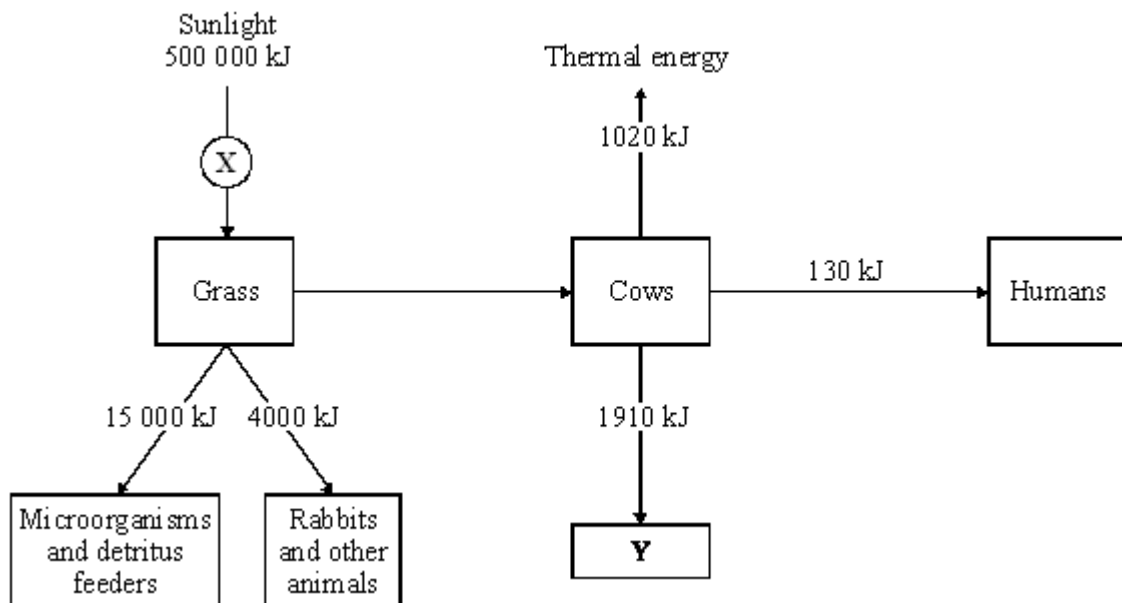 Sunlight
500 000 kJ
Thermal energy
1020 kJ
X
Grass
Cows
130 kJ
Humans
15 000 kJ
4000 kJ
1910 kJ
Microorganisms
and detritus
feeders
Rabbits
and other
animals
Y